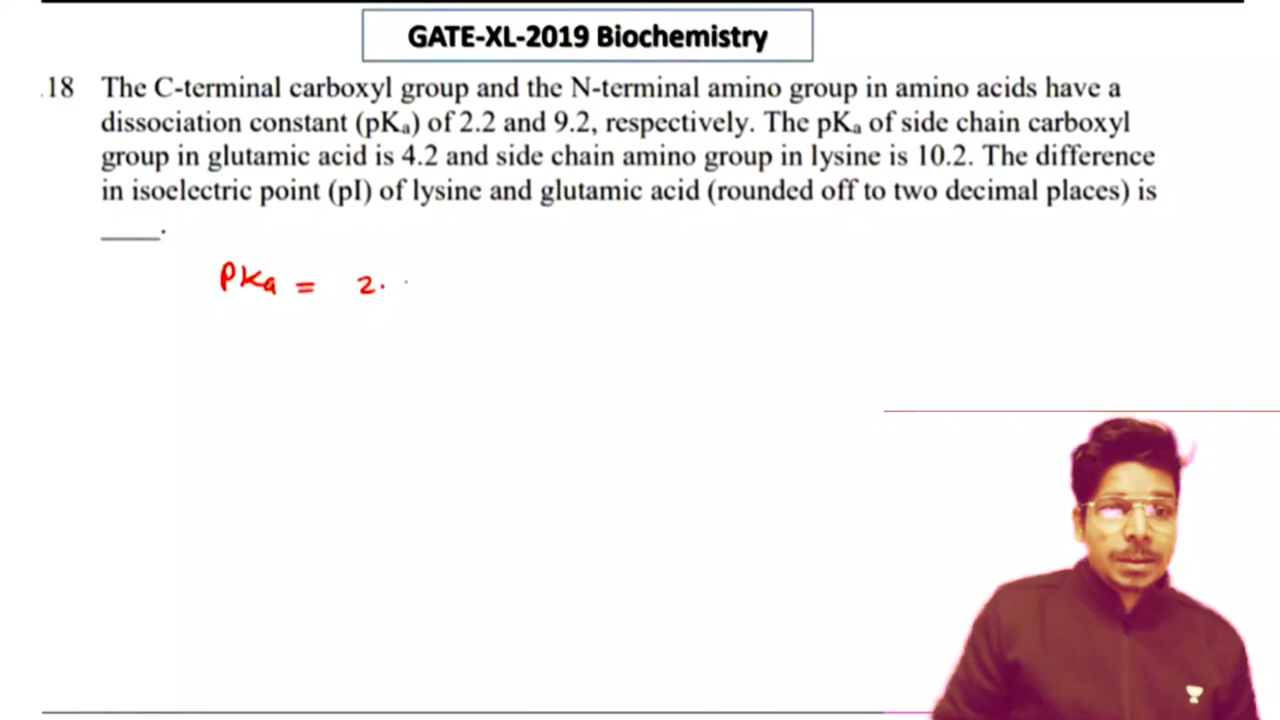 GATE-XL-2019 Biochemistry
18 The C-terminal carboxyl group and the N-terminal amino group in amino acids have a
dissociation constant (pKₐ) of 2.2 and 9.2, respectively. The pKₐ of side chain carboxyl
group in glutamic acid is 4.2 and side chain amino group in lysine is 10.2. The difference
in isoelectric point (pI) of lysine and glutamic acid (rounded off to two decimal places) is
____.
PKa = 2.